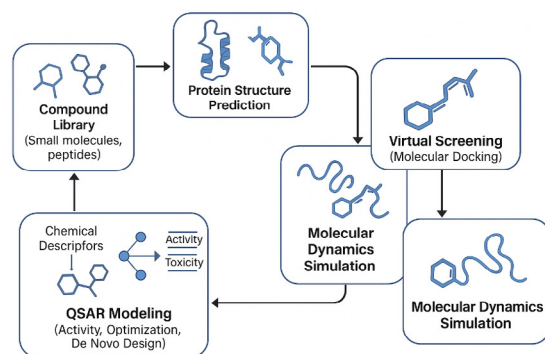 Compound
Library
(Small molecules,
peptides)
Protein Structure
Prediction
Virtual Screening
(Molecular Docking)
Molecular
Dynamics
Simulation
Molecular Dynamics
Simulation
Chemical
Descripfors
Activity
Toxicity
QSAR Modeling
(Activity, Optimization,
De Novo Design)